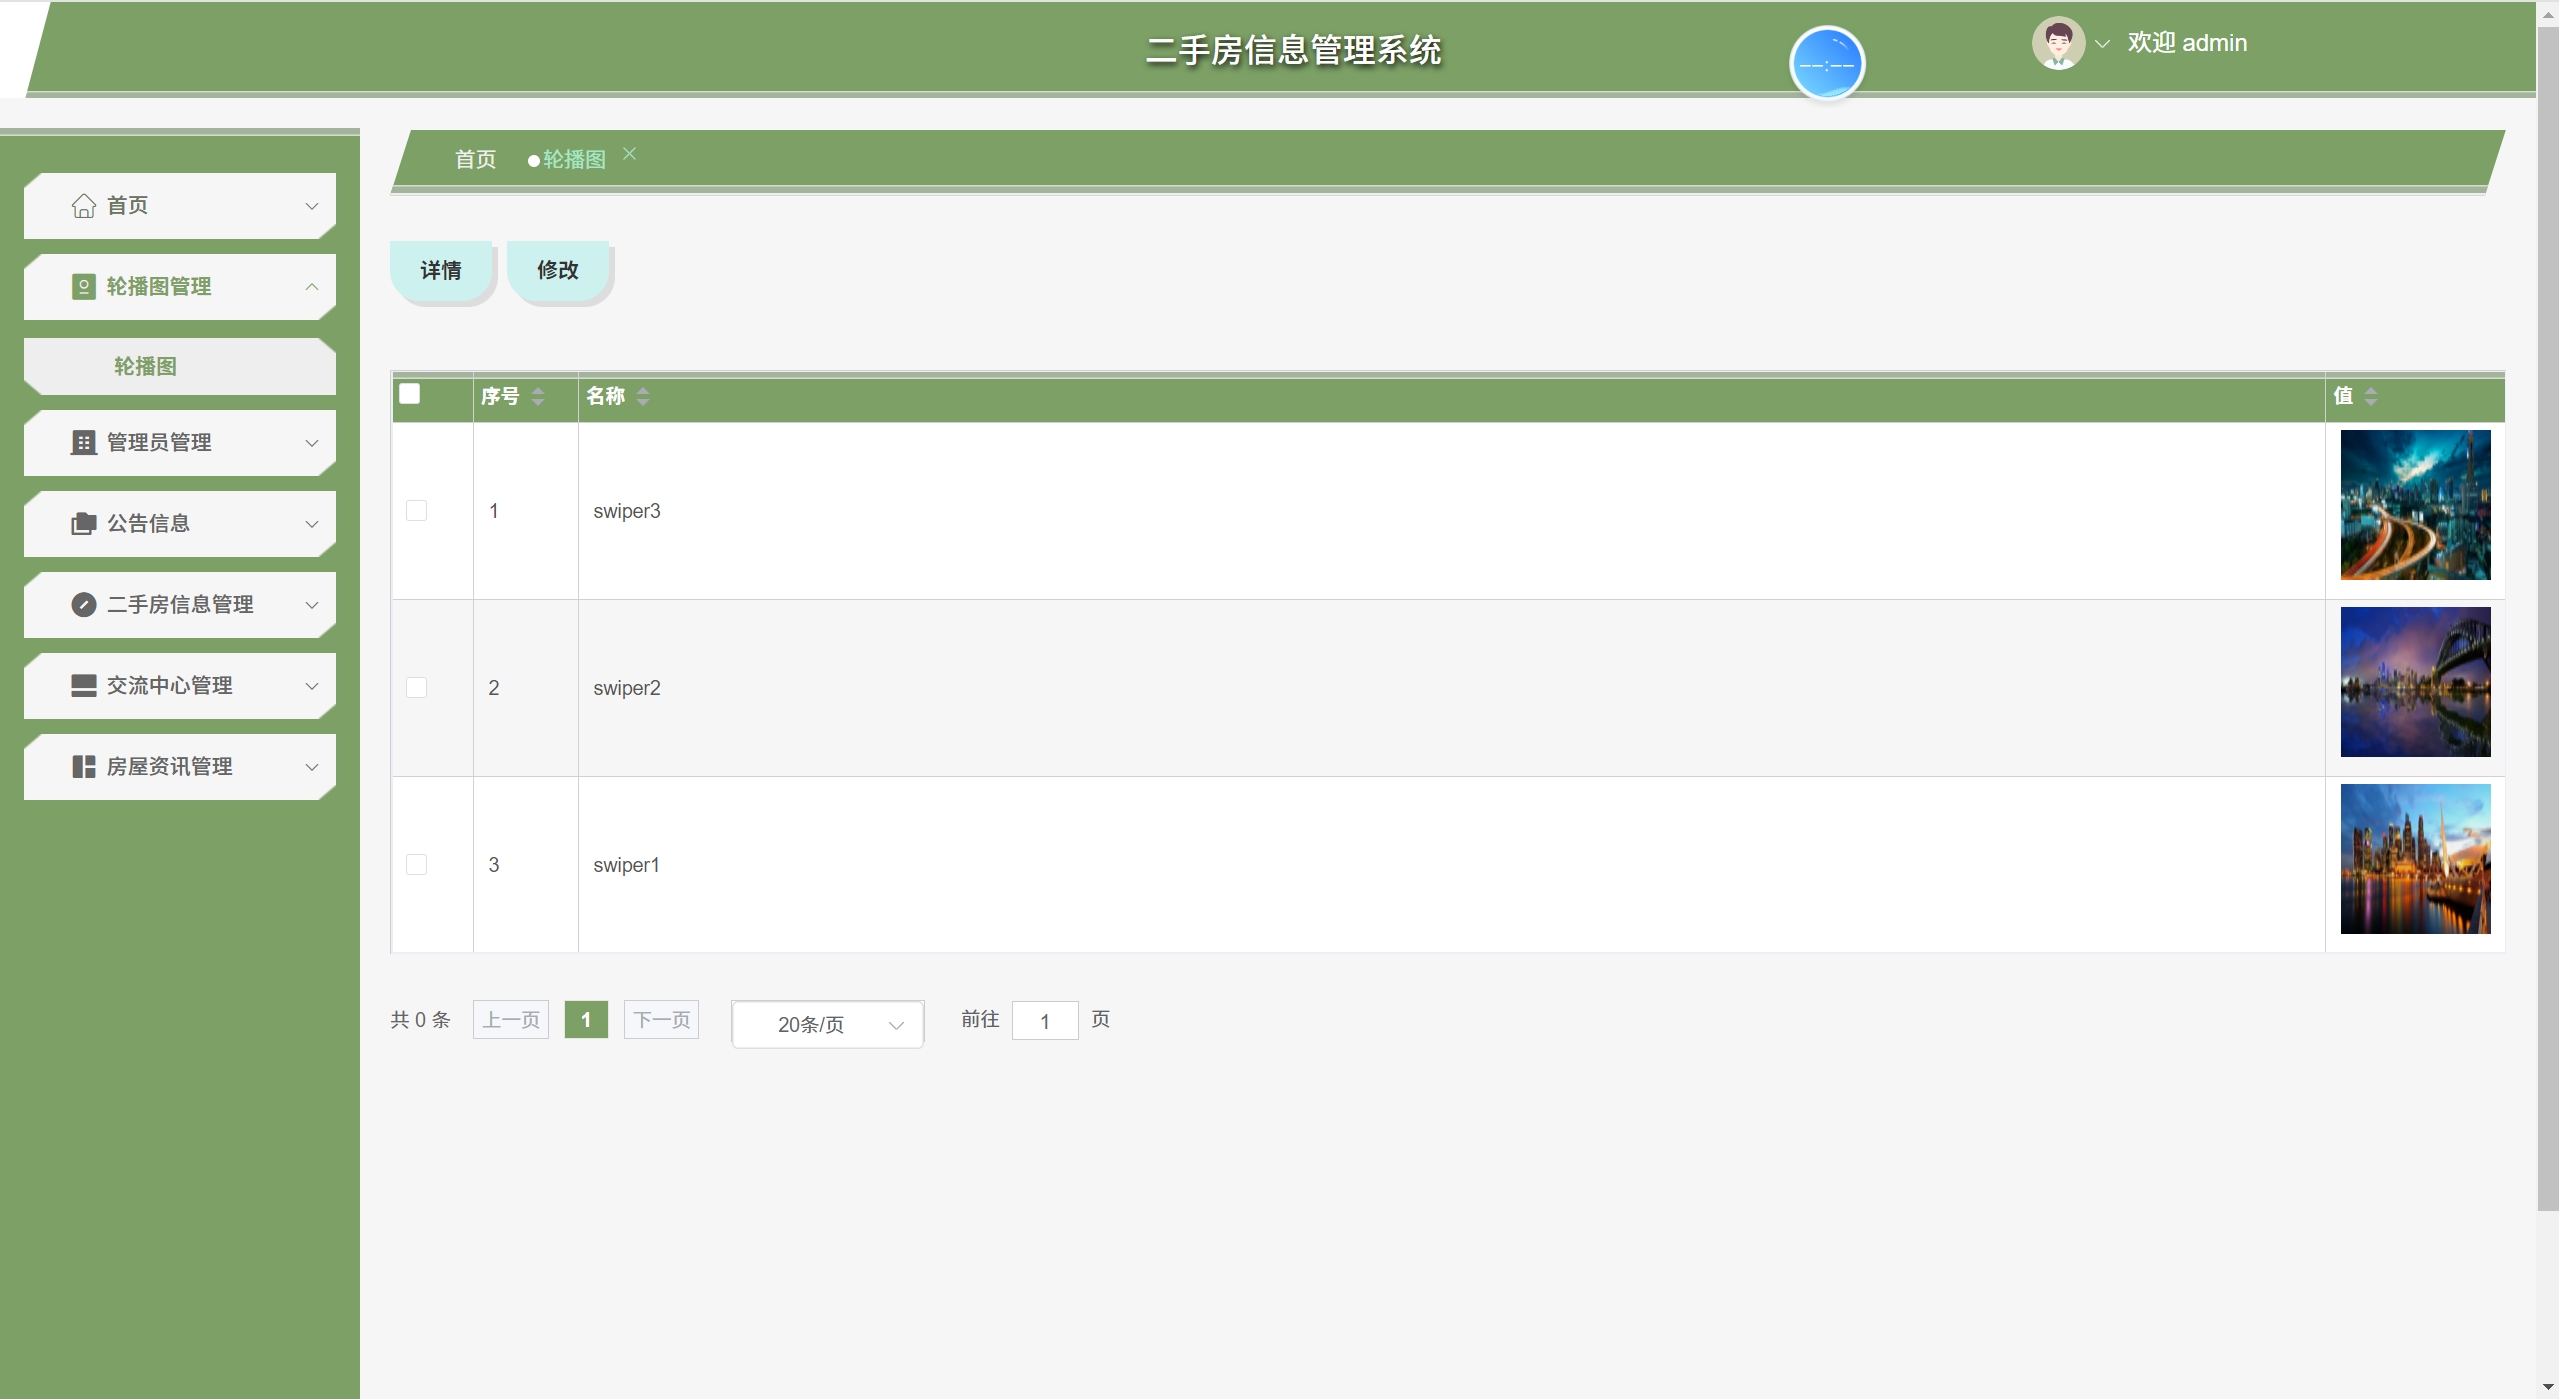 二手房信息管理系统
--:--
欢迎 admin
首页
轮播图管理
轮播图
管理员管理
公告信息
二手房信息管理
交流中心管理
房屋资讯管理
首页 轮播图
详情 修改
序号 名称 值
1 swiper3
2 swiper2
3 swiper1
共 0 条 上一页 1 下一页 20条/页 前往 1 页